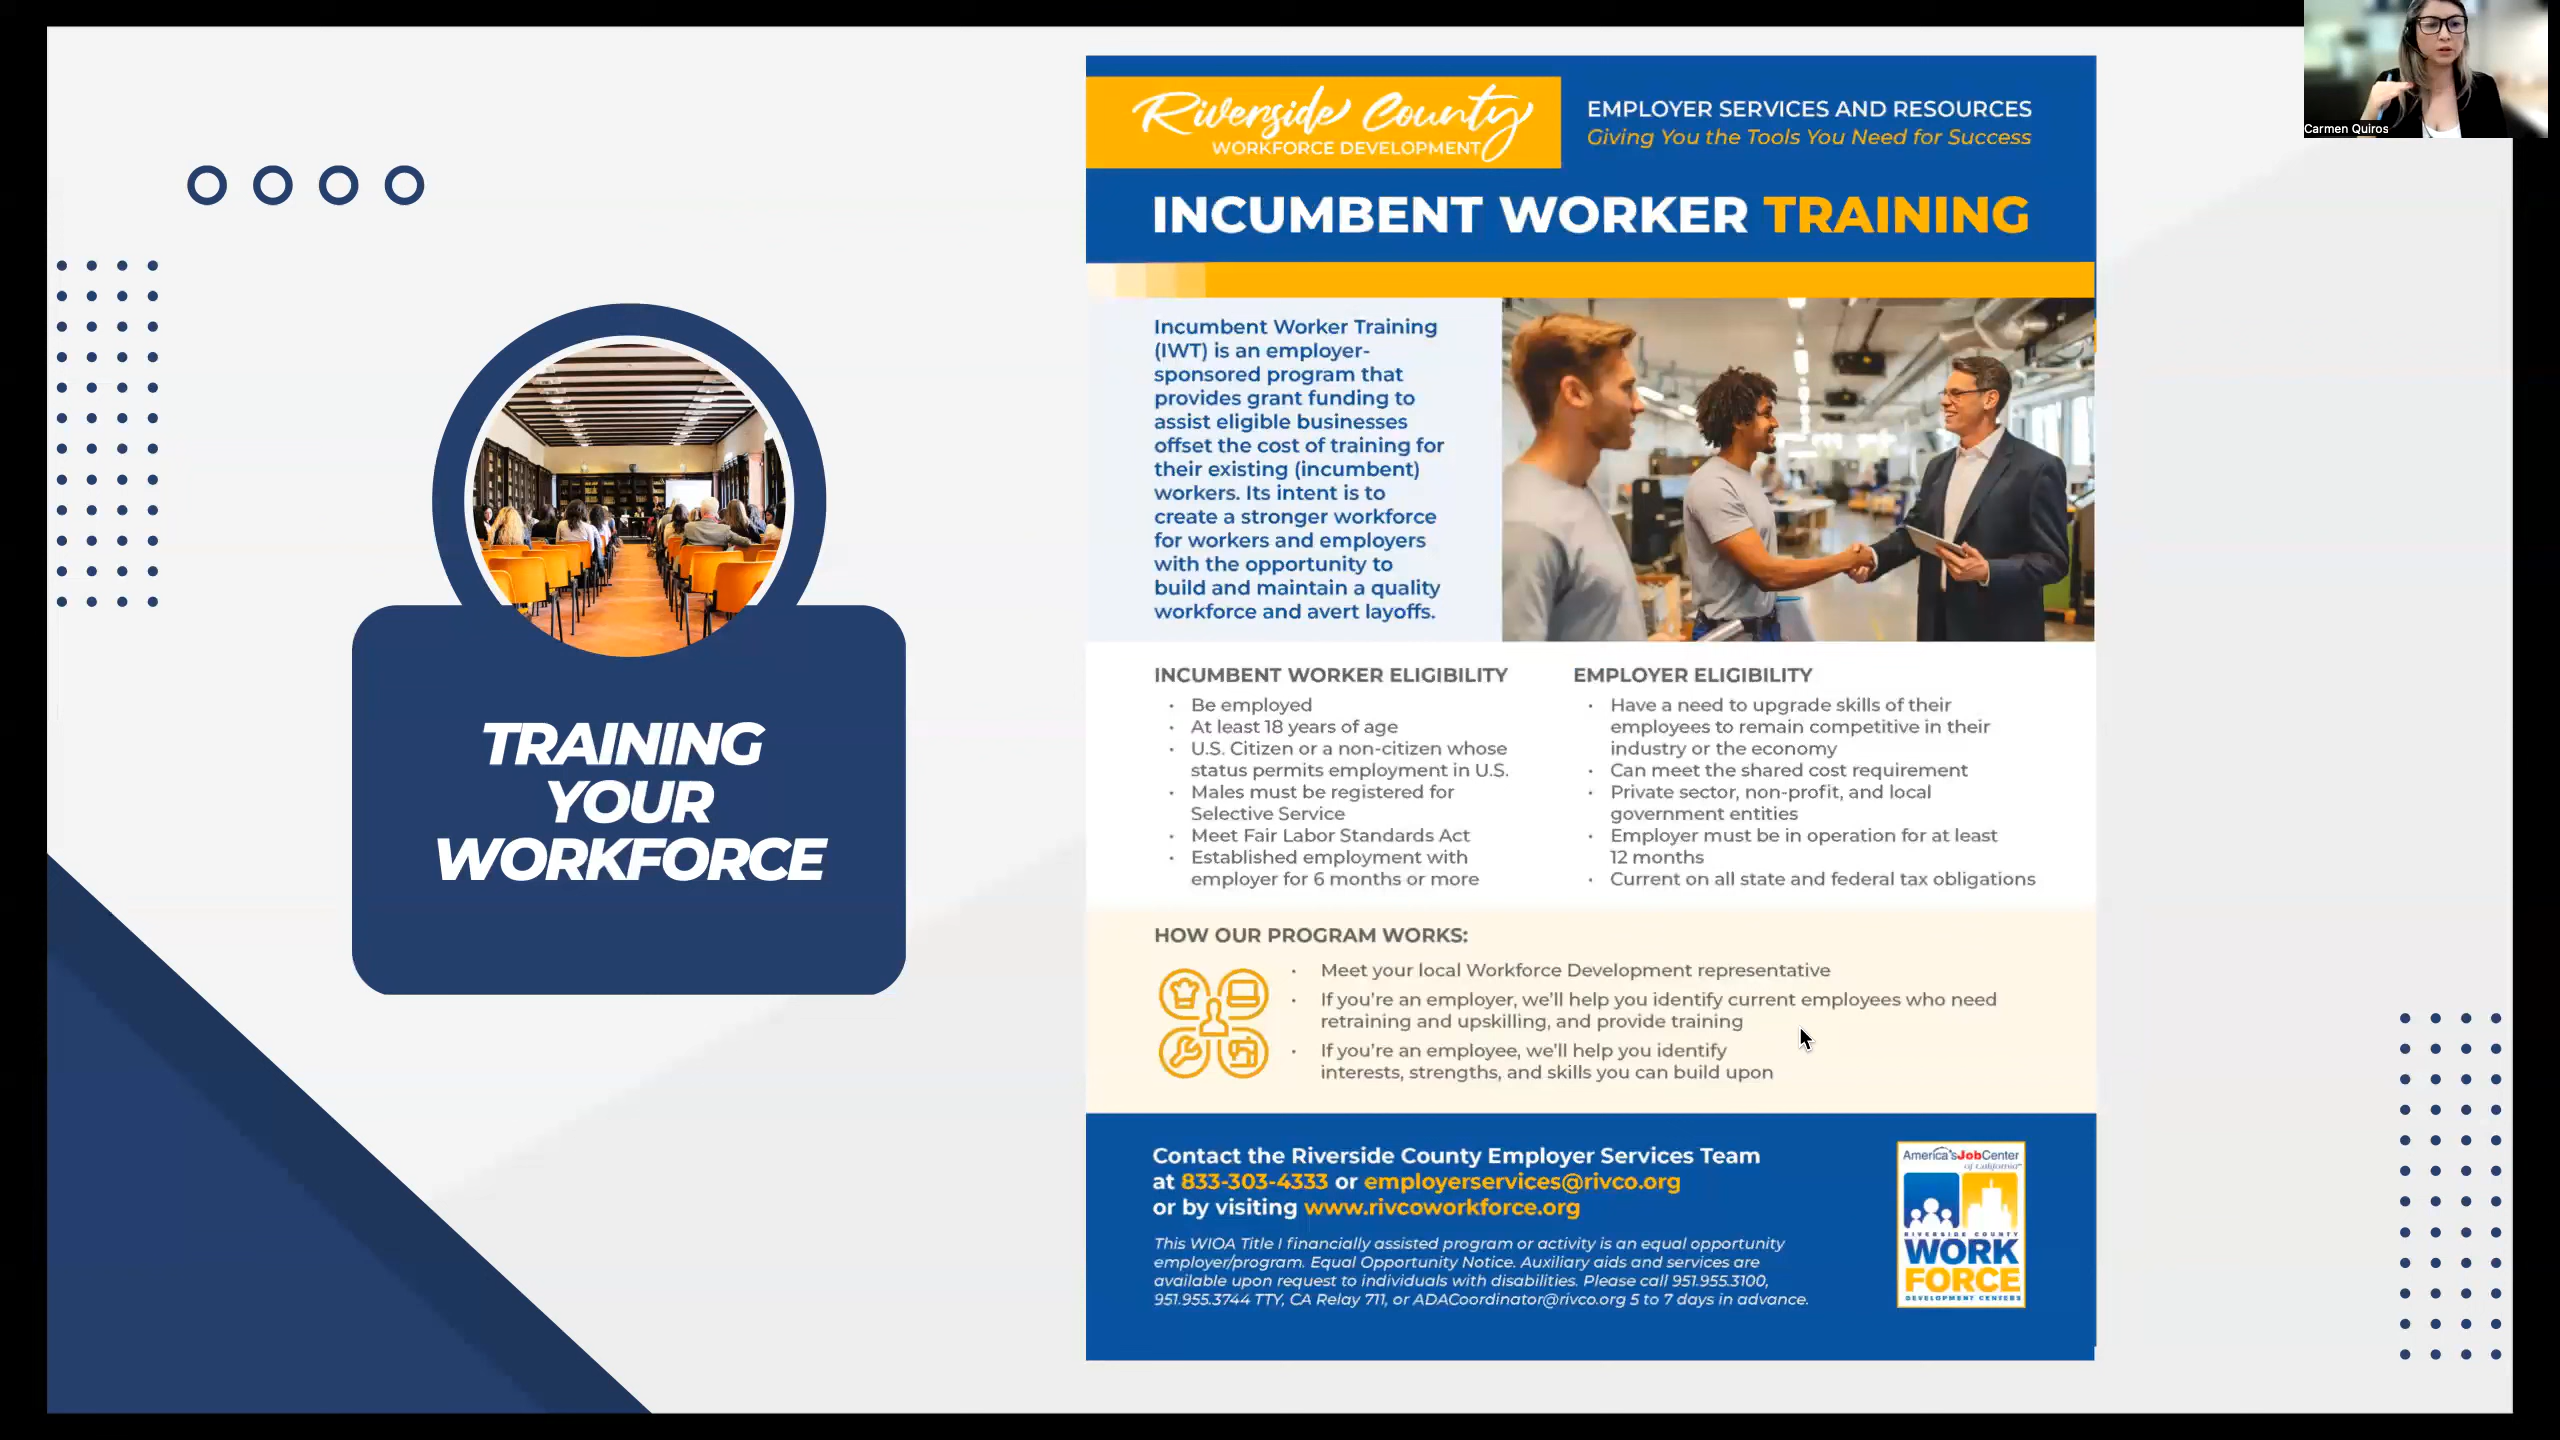 Carmen Quiros
TRAINING
YOUR
WORKFORCE
Riverside County
WORKFORCE DEVELOPMENT
EMPLOYER SERVICES AND RESOURCES
Giving You the Tools You Need for Success
INCUMBENT WORKER TRAINING
Incumbent Worker Training
(IWT) is an employer-
sponsored program that
provides grant funding to
assist eligible businesses
offset the cost of training for
their existing (incumbent)
workers. Its intent is to
create a stronger workforce
for workers and employers
with the opportunity to
build and maintain a quality
workforce and avert layoffs.
INCUMBENT WORKER ELIGIBILITY
• Be employed
• At least 18 years of age
• U.S. Citizen or a non-citizen whose
status permits employment in U.S.
• Males must be registered for
Selective Service
• Meet Fair Labor Standards Act
• Established employment with
employer for 6 months or more
EMPLOYER ELIGIBILITY
• Have a need to upgrade skills of their
employees to remain competitive in their
industry or the economy
• Can meet the shared cost requirement
• Private sector, non-profit, and local
government entities
• Employer must be in operation for at least
12 months
• Current on all state and federal tax obligations
HOW OUR PROGRAM WORKS:
• Meet your local Workforce Development representative
• If you're an employer, we'll help you identify current employees who need
retraining and upskilling, and provide training
• If you're an employee, we'll help you identify
interests, strengths, and skills you can build upon
Contact the Riverside County Employer Services Team
at 833-303-4333 or employerservices@rivco.org
or by visiting www.rivcoworkforce.org
This WIOA Title I financially assisted program or activity is an equal opportunity
employer/program. Equal Opportunity Notice. Auxiliary aids and services are
available upon request to individuals with disabilities. Please call 951.955.3100,
951.955.3744 TTY, CA Relay 711, or ADACoordinator@rivco.org 5 to 7 days in advance.
America'sJobCenter
of California
RIVERSIDE COUNTY
WORK
FORCE
DEVELOPMENT CENTERS